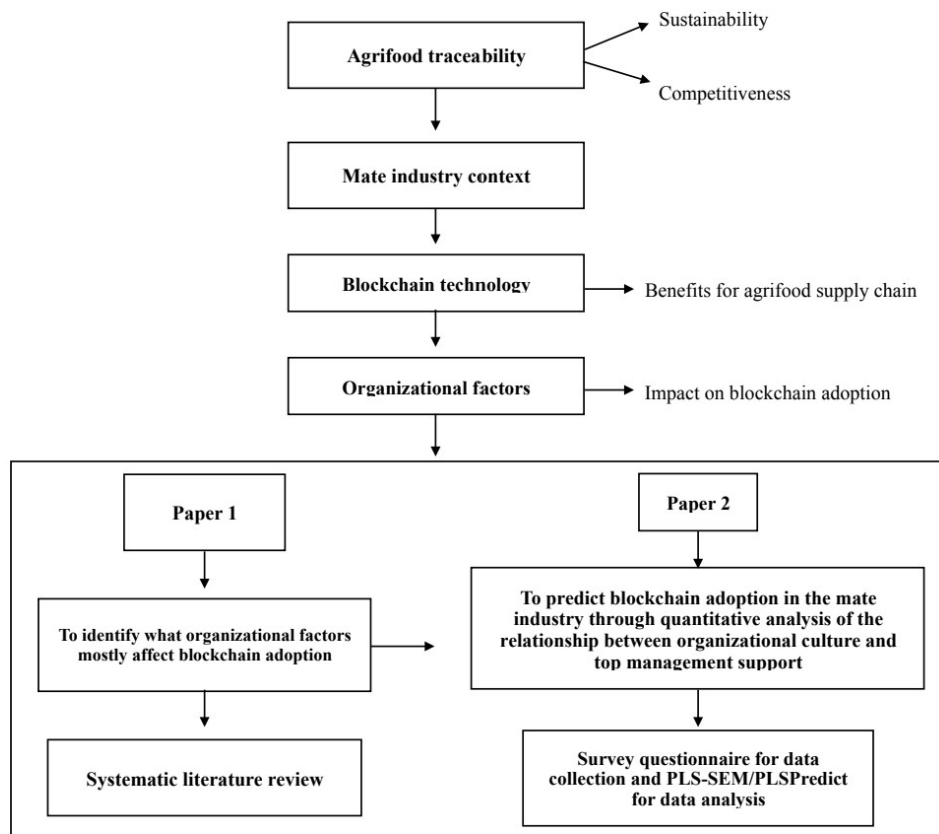 Sustainability
Agrifood traceability
Competitiveness
Mate industry context
Blockchain technology
Benefits for agrifood supply chain
Organizational factors
Impact on blockchain adoption
Paper 1
To identify what organizational factors
mostly affect blockchain adoption
Systematic literature review
Paper 2
To predict blockchain adoption in the mate
industry through quantitative analysis of the
relationship between organizational culture and
top management support
Survey questionnaire for data
collection and PLS-SEM/PLSPredict
for data analysis